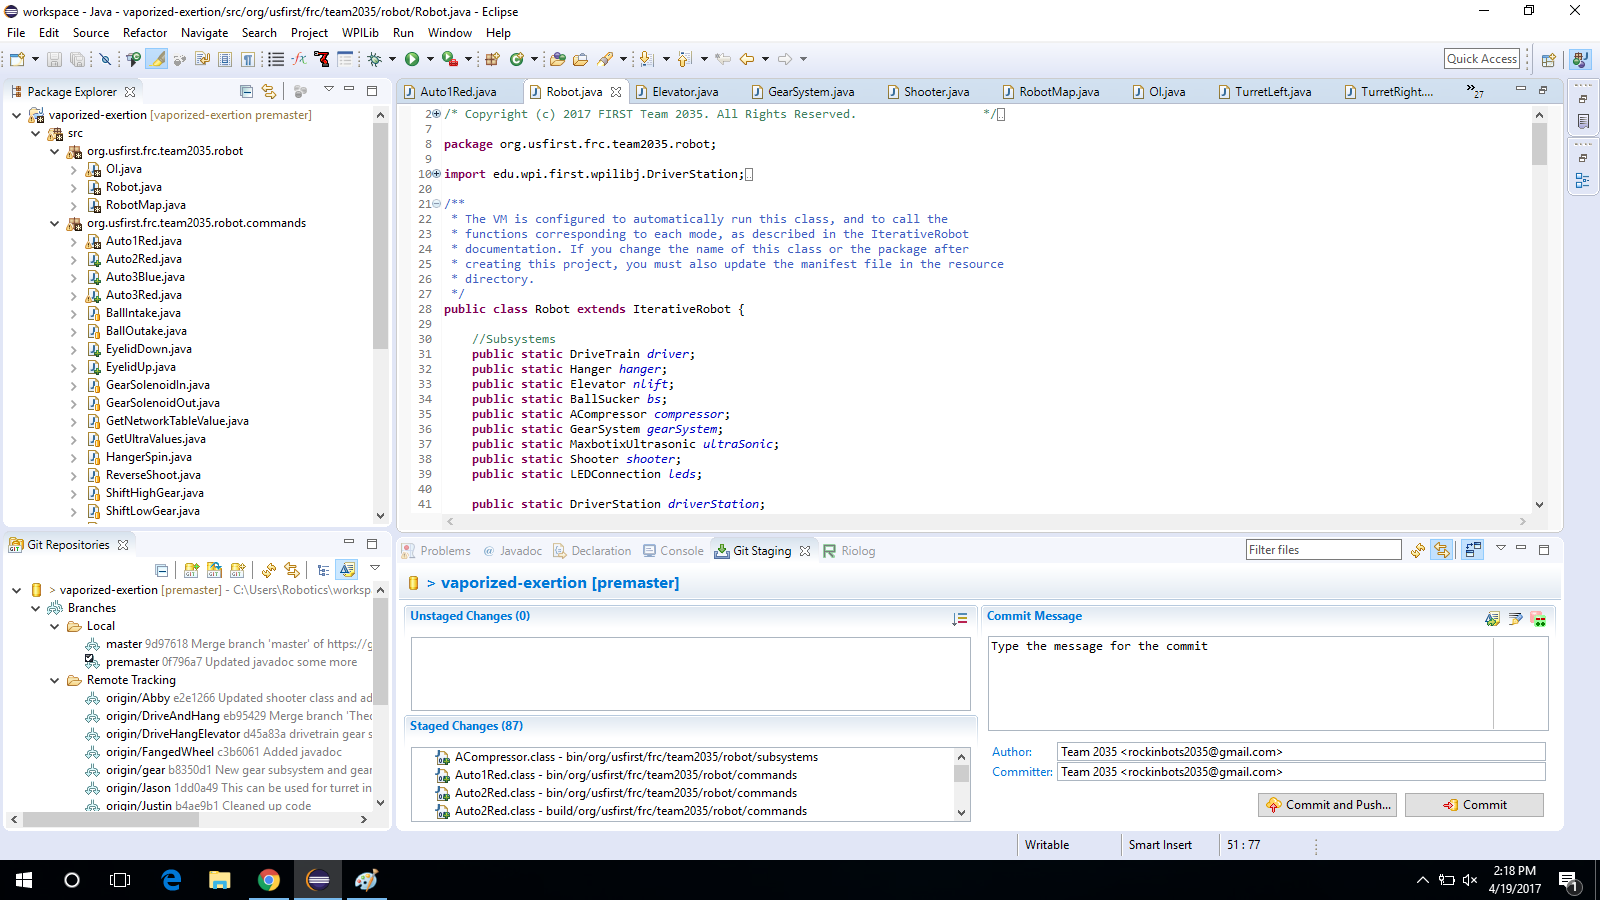 workspace - Java - vaporized-exertion/src/org/usfirst/frc/team2035/robot/Robot.java - Eclipse
File Edit Source Refactor Navigate Search Project WPILib Run Window Help
Quick Access
Package Explorer
vaporized-exertion [vaporized-exertion premaster]
src
org.usfirst.frc.team2035.robot
OI.java
Robot.java
RobotMap.java
org.usfirst.frc.team2035.robot.commands
Auto1Red.java
Auto2Red.java
Auto3Blue.java
Auto3Red.java
BallIntake.java
BallOutake.java
EyelidDown.java
EyelidUp.java
GearSolenoidIn.java
GearSolenoidOut.java
GetNetworkTableValue.java
GetUltraValues.java
HangerSpin.java
ReverseShoot.java
ShiftHighGear.java
ShiftLowGear.java
Auto1Red.java Robot.java Elevator.java GearSystem.java Shooter.java RobotMap.java OI.java TurretLeft.java TurretRight.... »27
2 /* Copyright (c) 2017 FIRST Team 2035. All Rights Reserved. */
7
8 package org.usfirst.frc.team2035.robot;
9
10 import edu.wpi.first.wpilibj.DriverStation;
20
21 /**
22 * The VM is configured to automatically run this class, and to call the
23 * functions corresponding to each mode, as described in the IterativeRobot
24 * documentation. If you change the name of this class or the package after
25 * creating this project, you must also update the manifest file in the resource
26 * directory.
27 */
28 public class Robot extends IterativeRobot {
29
30 //Subsystems
31 public static DriveTrain driver;
32 public static Hanger hanger;
33 public static Elevator nlift;
34 public static BallSucker bs;
35 public static ACompressor compressor;
36 public static GearSystem gearSystem;
37 public static MaxbotixUltrasonic ultraSonic;
38 public static Shooter shooter;
39 public static LEDConnection leds;
40
41 public static DriverStation driverStation;
Git Repositories
> vaporized-exertion [premaster] - C:\Users\Robotics\worksp
Branches
Local
master 9d97618 Merge branch 'master' of https://g
premaster 0f796a7 Updated javadoc some more
Remote Tracking
origin/Abby e2e1266 Updated shooter class and ad
origin/DriveAndHang eb95429 Merge branch 'Thec
origin/DriveHangElevator d45a83a drivetrain gear s
origin/FangedWheel c3b6061 Added javadoc
origin/gear b8350d1 New gear subsystem and gear
origin/Jason 1dd0a49 This can be used for turret in
origin/Justin b4ae9b1 Cleaned up code
Problems @ Javadoc Declaration Console Git Staging Riolog
Filter files
> vaporized-exertion [premaster]
Unstaged Changes (0)
Staged Changes (87)
ACompressor.class - bin/org/usfirst/frc/team2035/robot/subsystems
Auto1Red.class - bin/org/usfirst/frc/team2035/robot/commands
Auto2Red.class - bin/org/usfirst/frc/team2035/robot/commands
Auto2Red.class - build/org/usfirst/frc/team2035/robot/commands
Commit Message
Type the message for the commit
Author: Team 2035 <rockinbots2035@gmail.com>
Committer: Team 2035 <rockinbots2035@gmail.com>
Commit and Push... Commit
Writable Smart Insert 51 : 77
2:18 PM
4/19/2017
1